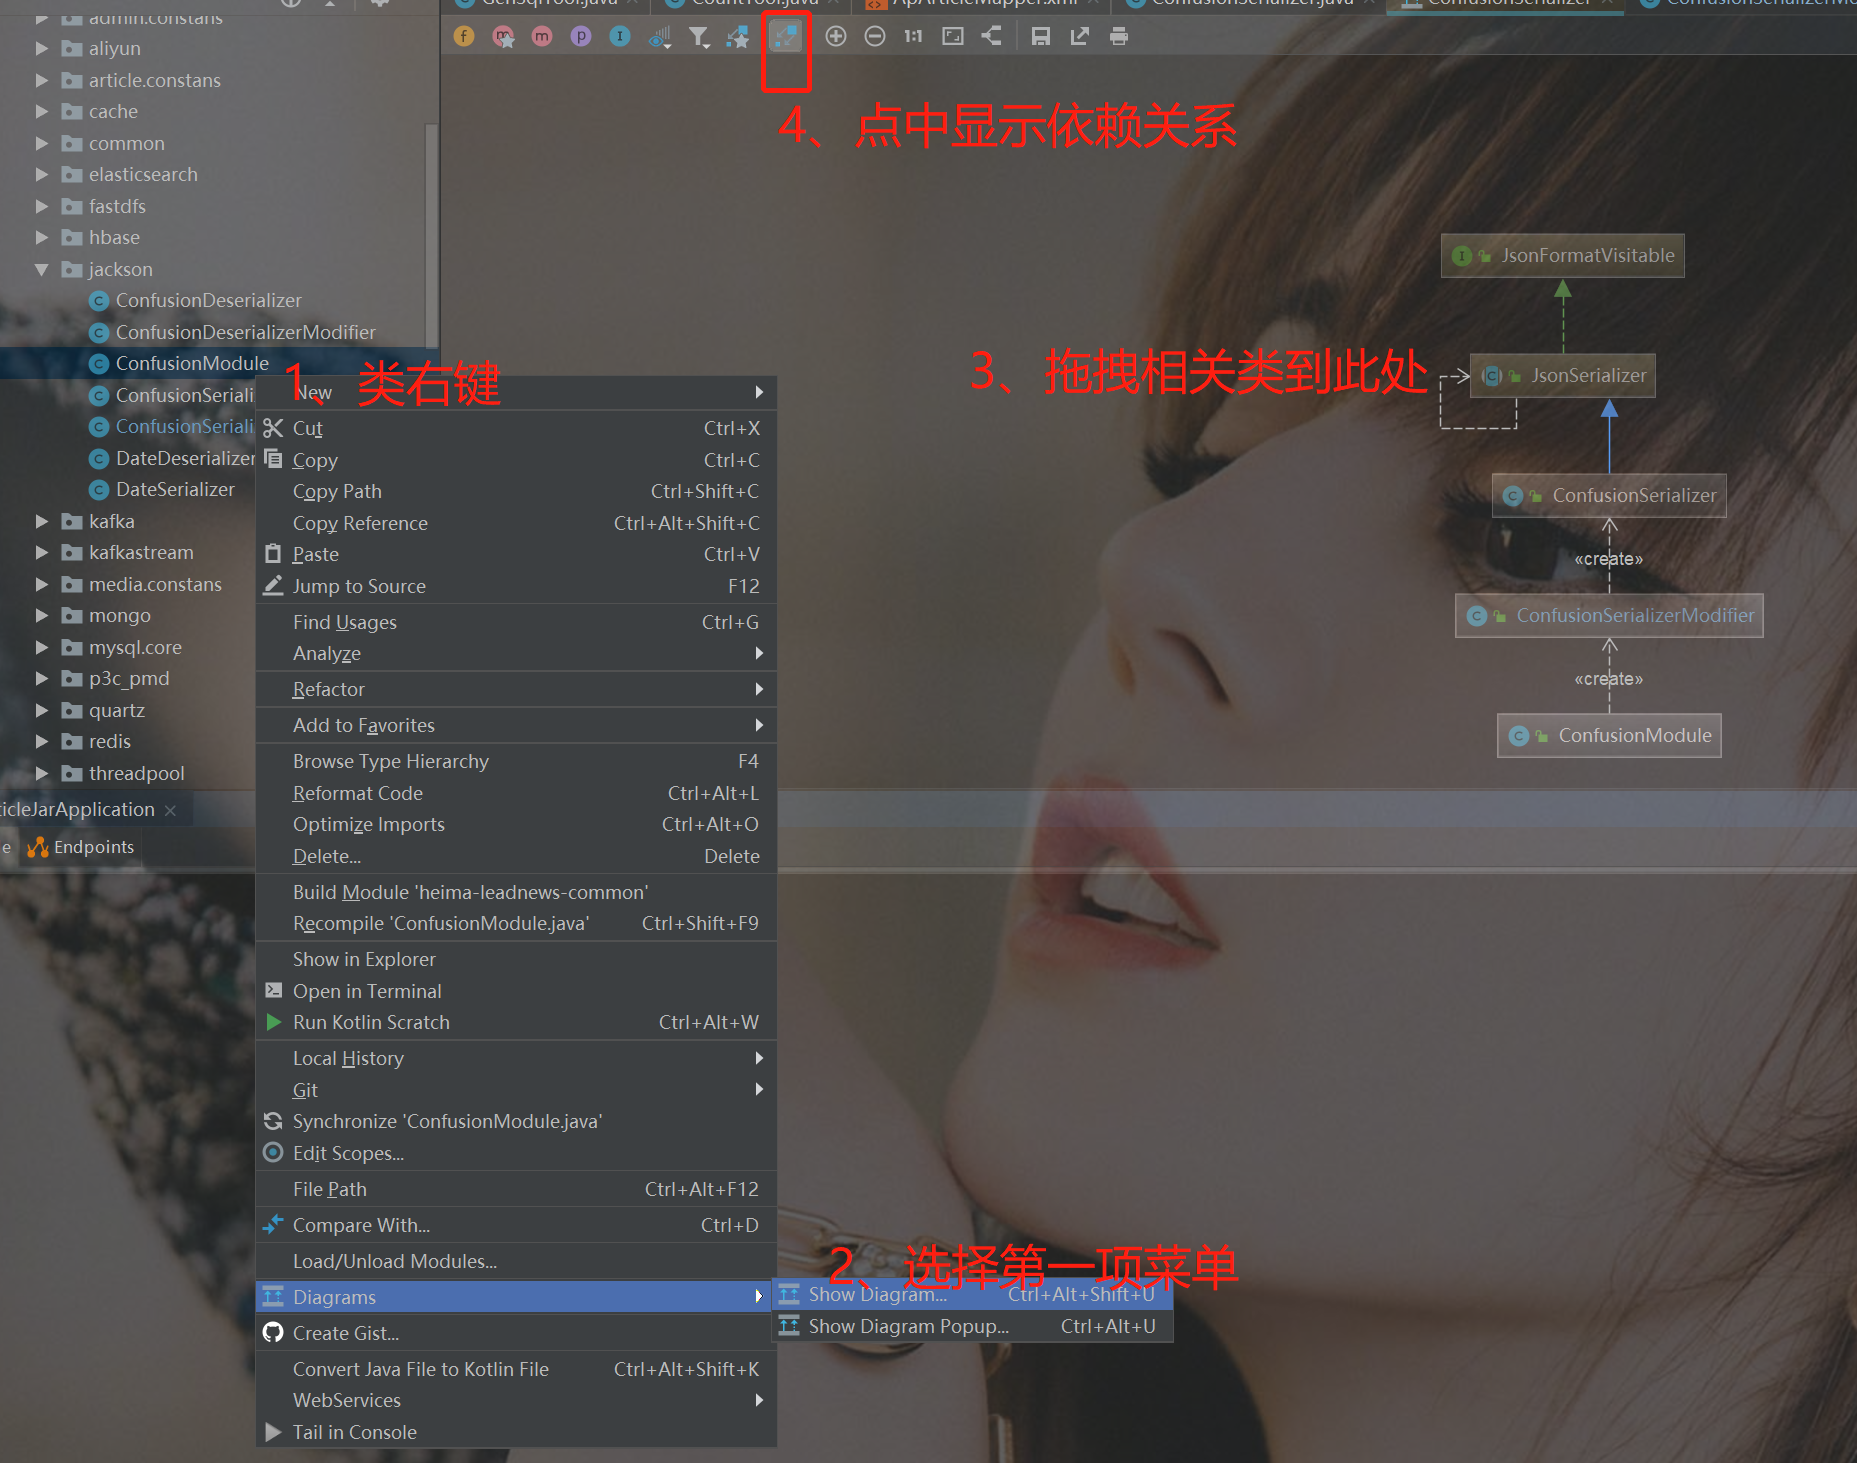 admin.constans
GenSqlTool.java
CountTool.java
ApArticleMapper.xml
ConfusionSerializer.java
ConfusionSerializer
aliyun
article.constans
cache
common
elasticsearch
fastdfs
hbase
jackson
ConfusionDeserializer
ConfusionDeserializerModifier
ConfusionModule
ConfusionSeriali
ConfusionSeriali
DateDeserializer
DateSerializer
kafka
kafkastream
media.constans
mongo
mysql.core
p3c_pmd
quartz
redis
threadpool
ticleJarApplication
e
Endpoints
1:1
4、点中显示依赖关系
1、类右键
3、拖拽相关类到此处
JsonFormatVisitable
JsonSerializer
ConfusionSerializer
«create»
ConfusionSerializerModifier
«create»
ConfusionModule
New
Cut Ctrl+X
Copy Ctrl+C
Copy Path Ctrl+Shift+C
Copy Reference Ctrl+Alt+Shift+C
Paste Ctrl+V
Jump to Source F12
Find Usages Ctrl+G
Analyze
Refactor
Add to Favorites
Browse Type Hierarchy F4
Reformat Code Ctrl+Alt+L
Optimize Imports Ctrl+Alt+O
Delete... Delete
Build Module 'heima-leadnews-common'
Recompile 'ConfusionModule.java' Ctrl+Shift+F9
Show in Explorer
Open in Terminal
Run Kotlin Scratch Ctrl+Alt+W
Local History
Git
Synchronize 'ConfusionModule.java'
Edit Scopes...
File Path Ctrl+Alt+F12
Compare With... Ctrl+D
Load/Unload Modules...
Diagrams
Create Gist...
Convert Java File to Kotlin File Ctrl+Alt+Shift+K
WebServices
Tail in Console
2、选择第一项菜单
Show Diagram... Ctrl+Alt+Shift+U
Show Diagram Popup... Ctrl+Alt+U